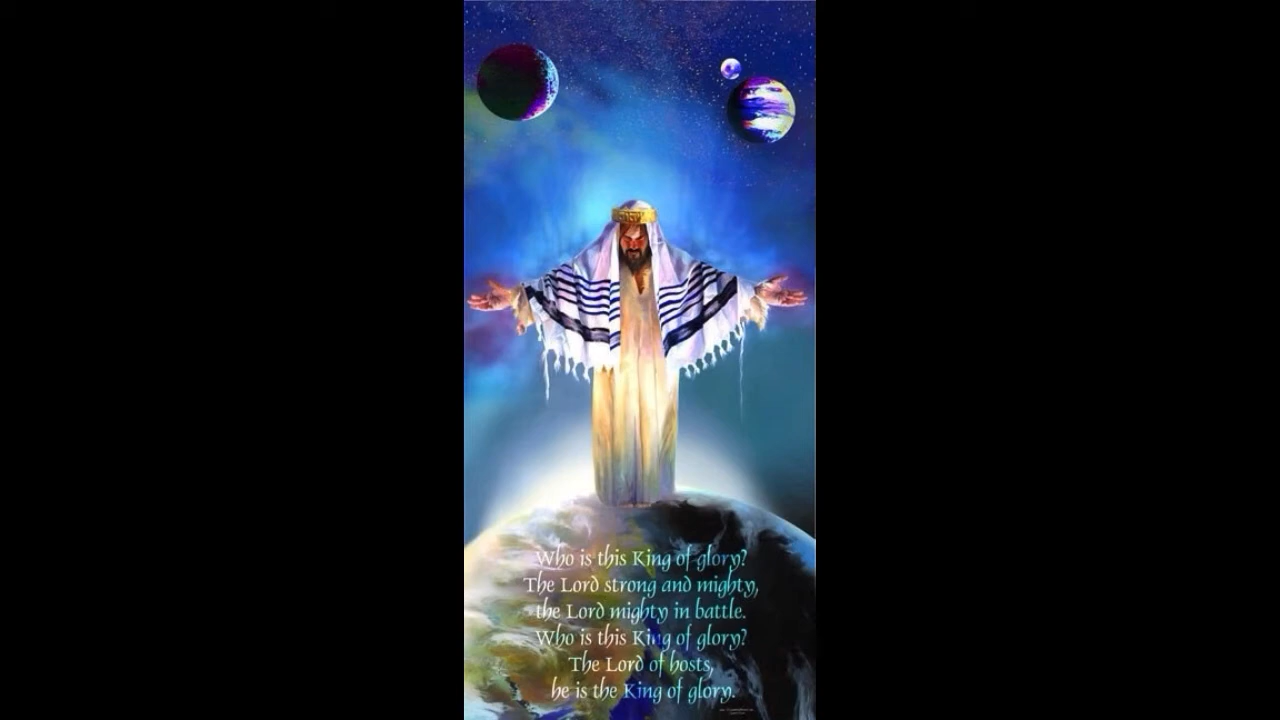 Who is this King of glory?
The Lord strong and mighty,
the Lord mighty in battle.
Who is this King of glory?
The Lord of hosts,
he is the King of glory.